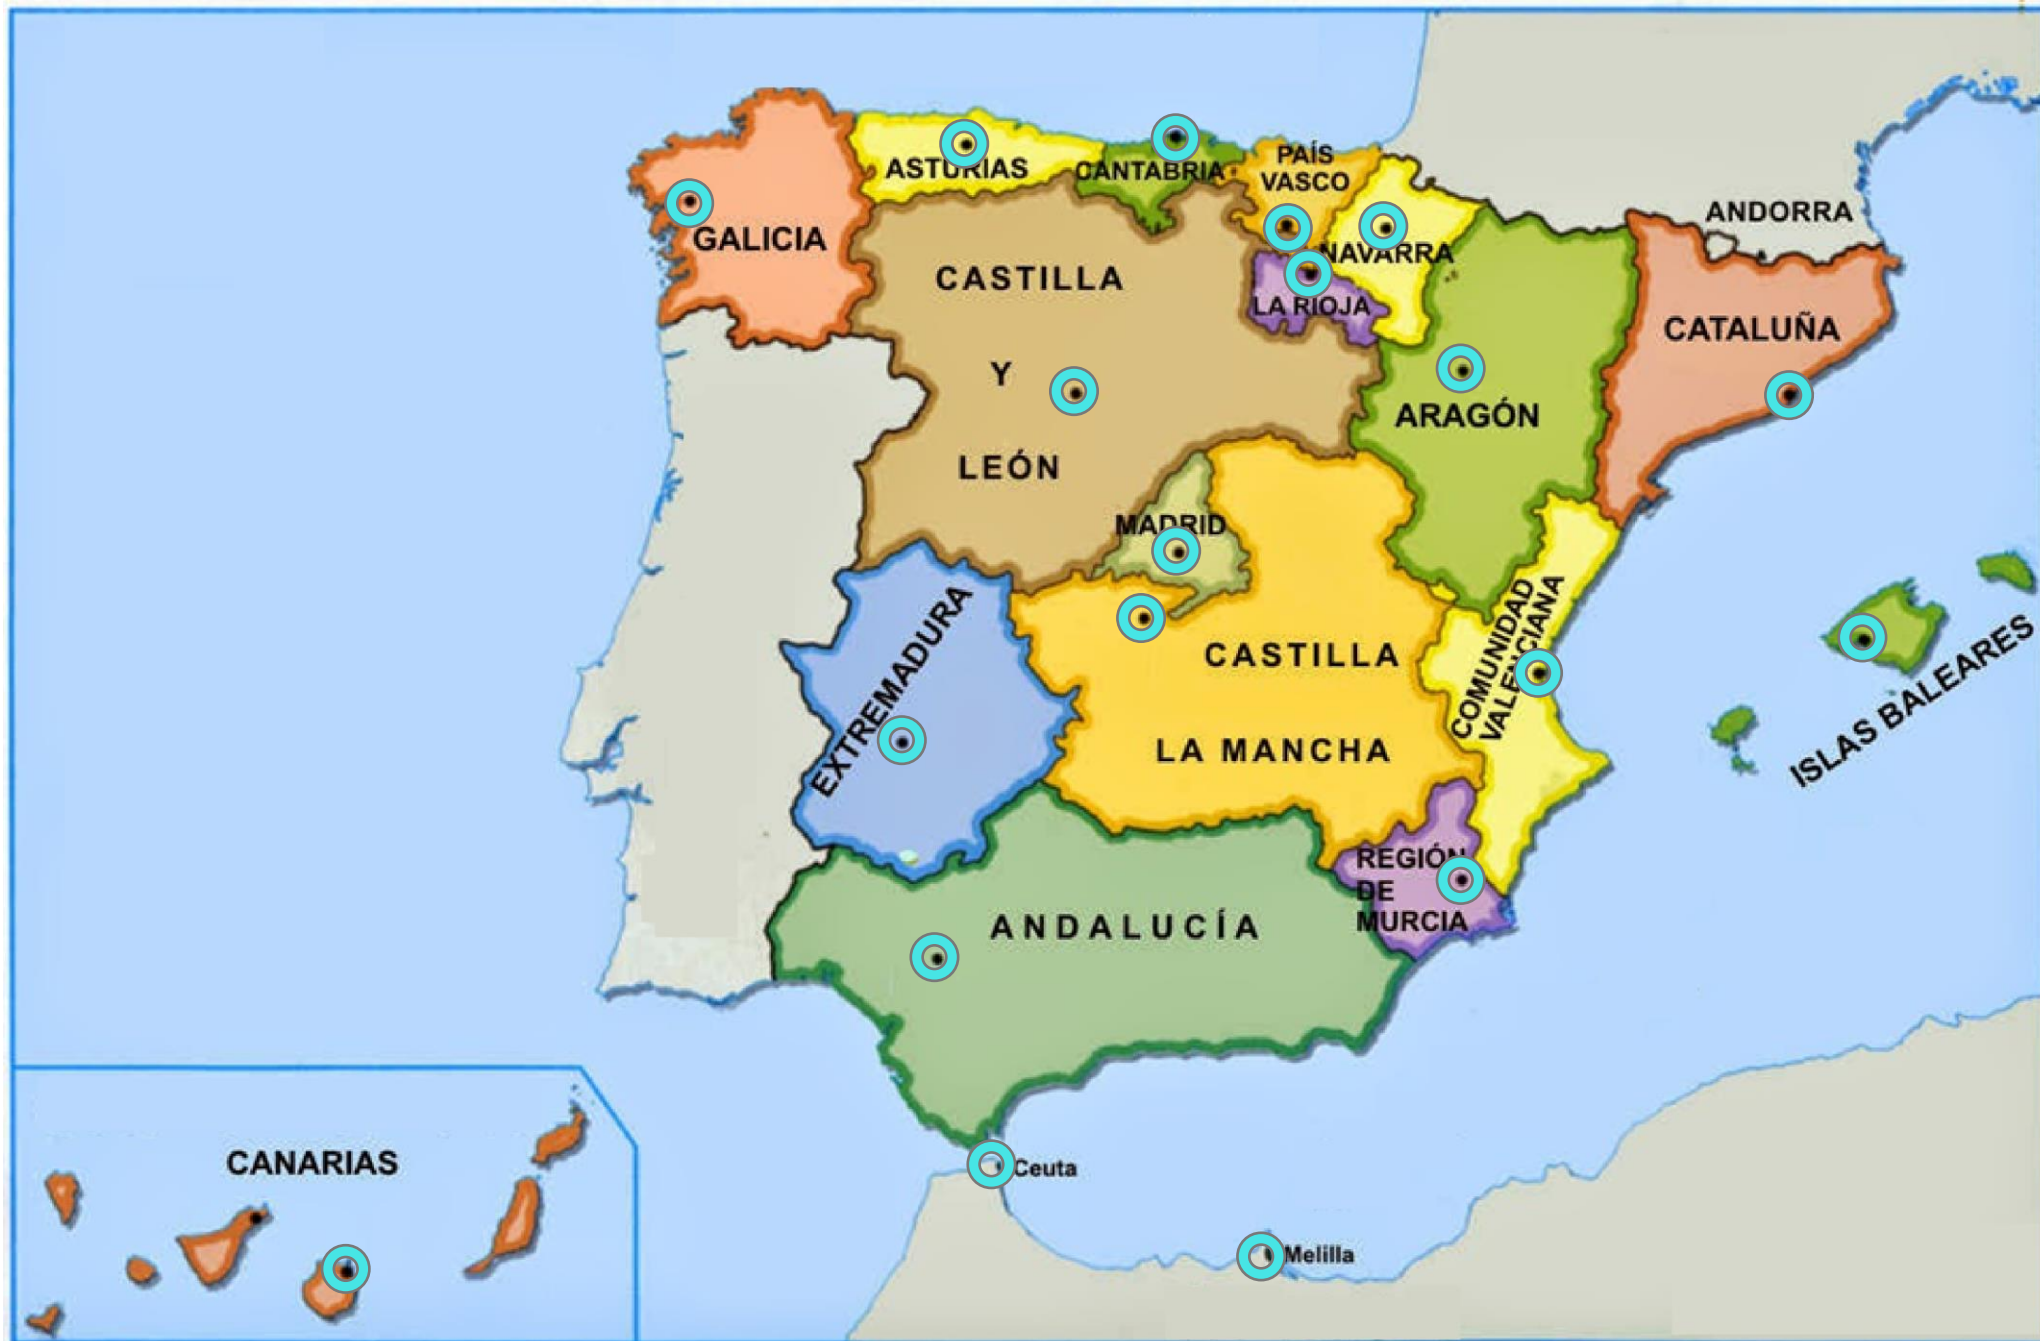 ASTURIAS
CANTABRIA
PAÍS
VASCO
GALICIA
NAVARRA
ANDORRA
CASTILLA
Y
LEÓN
LA RIOJA
CATALUÑA
ARAGÓN
MADRID
EXTREMADURA
CASTILLA
LA MANCHA
COMUNIDAD
VALENCIANA
ISLAS BALEARES
REGIÓN
DE
MURCIA
ANDALUCÍA
CANARIAS
Ceuta
Melilla